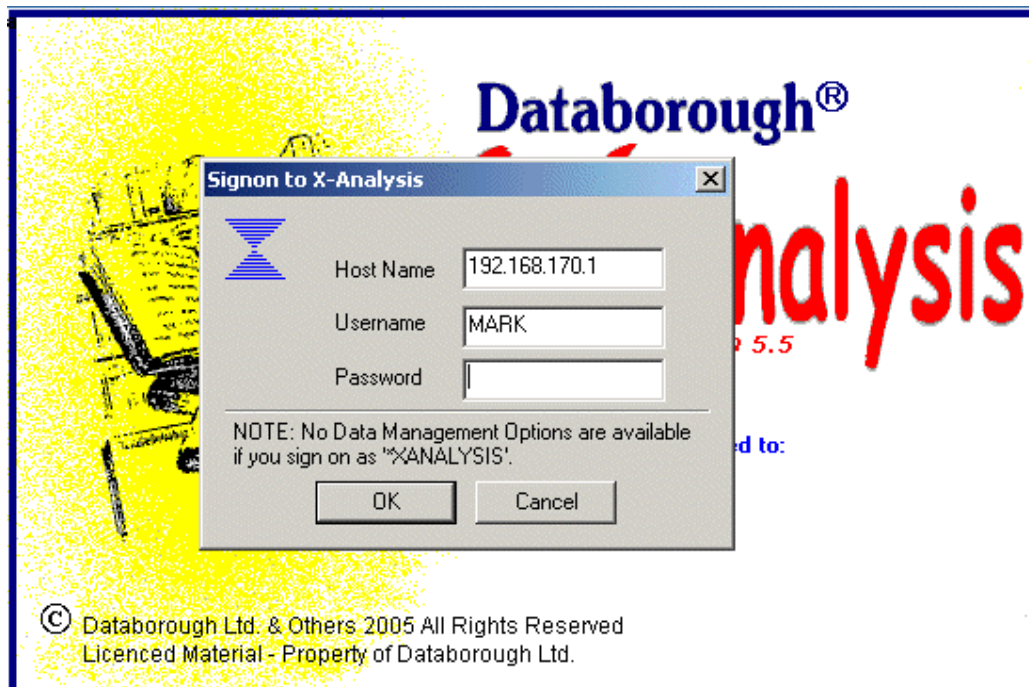 Databorough®
Signon to X-Analysis
Host Name 192.168.170.1
nalysis
Username MARK
5.5
Password
NOTE: No Data Management Options are available
if you sign on as '*XANALYSIS'.
ed to:
OK Cancel
© Databorough Ltd. & Others 2005 All Rights Reserved
Licenced Material - Property of Databorough Ltd.